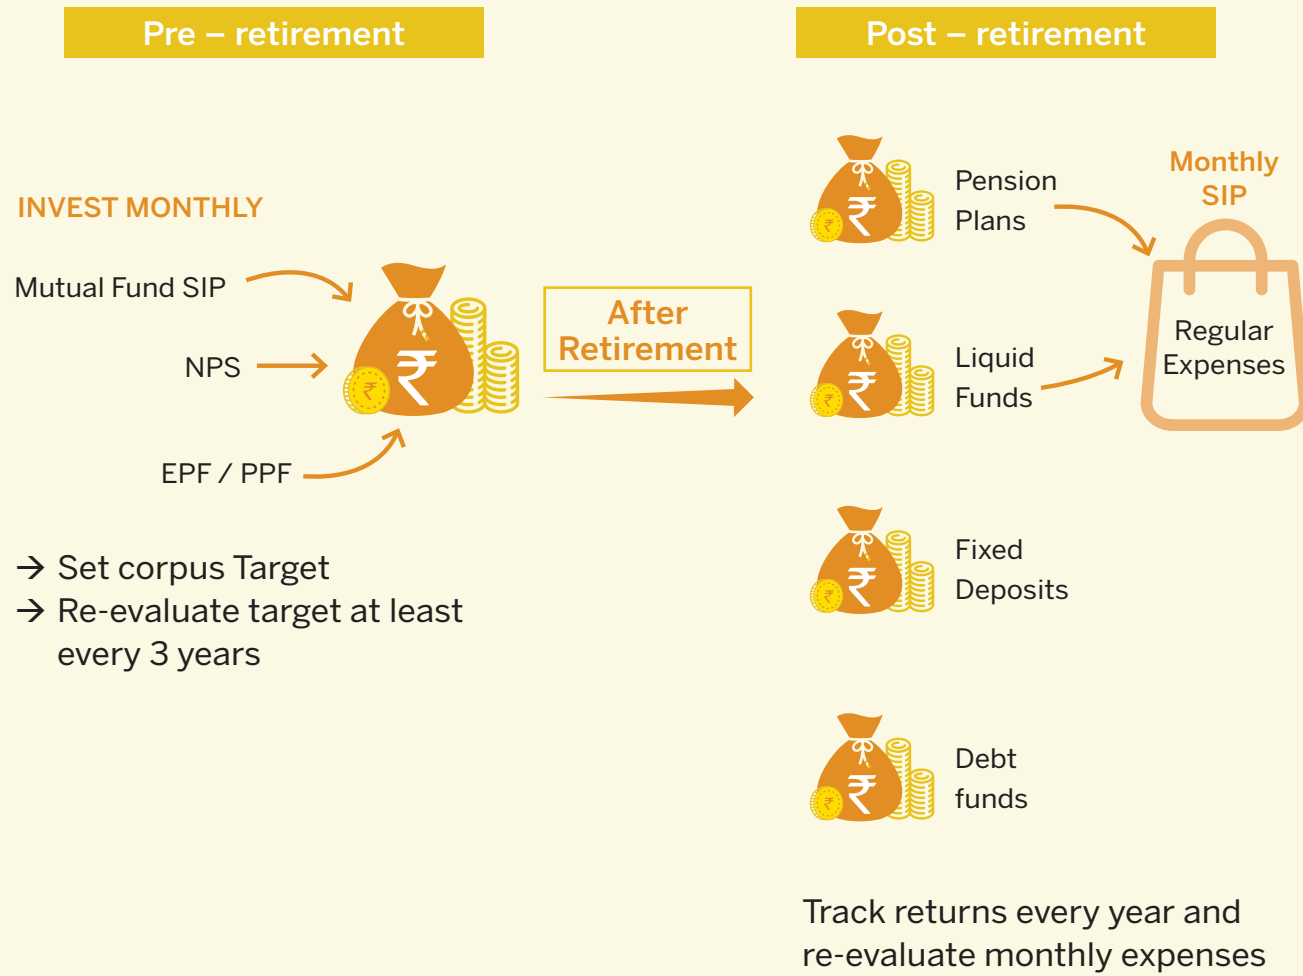 Pre – retirement
INVEST MONTHLY
Mutual Fund SIP
NPS
EPF / PPF
₹
₹
→ Set corpus Target
→ Re-evaluate target at least
every 3 years
After
Retirement
Post – retirement
₹
₹
Pension
Plans
₹
₹
Liquid
Funds
Monthly
SIP
Regular
Expenses
₹
₹
Fixed
Deposits
₹
₹
Debt
funds
Track returns every year and
re-evaluate monthly expenses